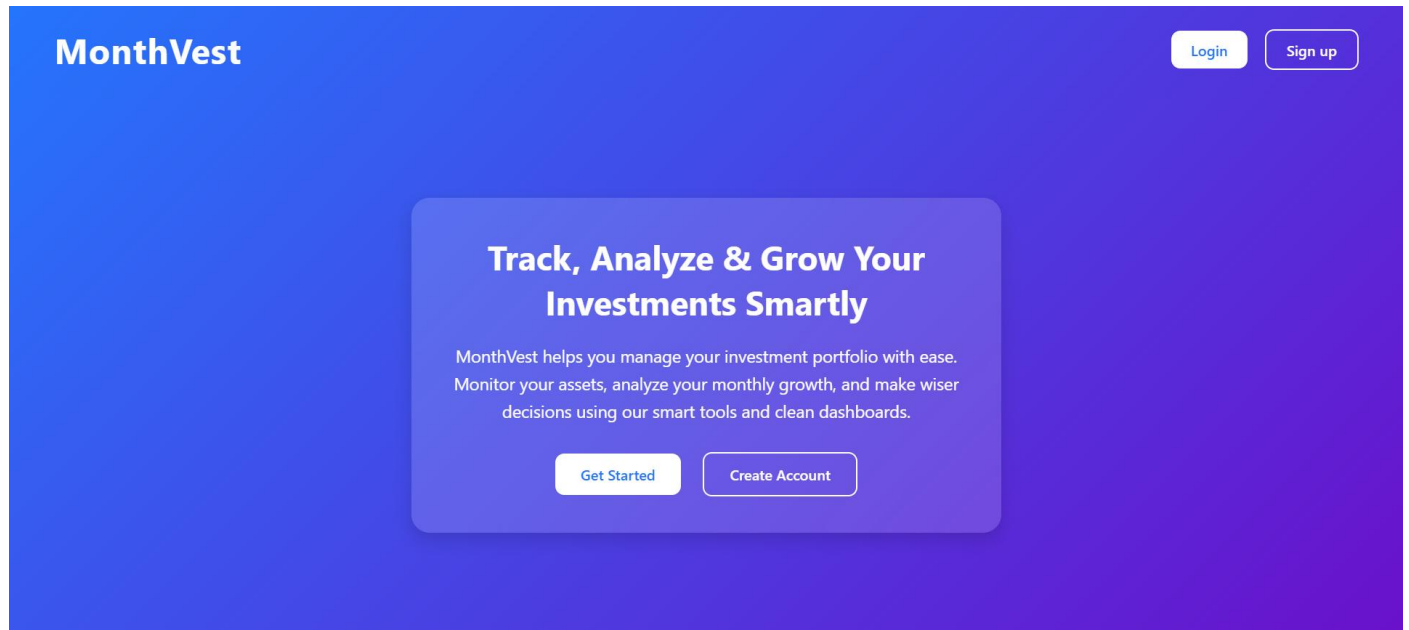 MonthVest
Login
Sign up
Track, Analyze & Grow Your
Investments Smartly
MonthVest helps you manage your investment portfolio with ease.
Monitor your assets, analyze your monthly growth, and make wiser
decisions using our smart tools and clean dashboards.
Get Started
Create Account